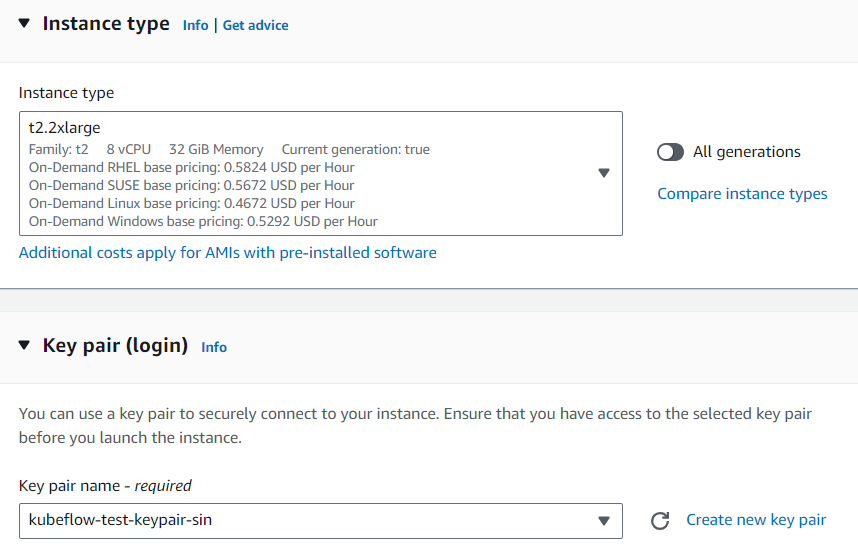 Instance type Info | Get advice
Instance type
t2.2xlarge
Family: t2 8 vCPU 32 GiB Memory Current generation: true
On-Demand RHEL base pricing: 0.5824 USD per Hour
On-Demand SUSE base pricing: 0.5672 USD per Hour
On-Demand Linux base pricing: 0.4672 USD per Hour
On-Demand Windows base pricing: 0.5292 USD per Hour
All generations
Compare instance types
Additional costs apply for AMIs with pre-installed software
Key pair (login) Info
You can use a key pair to securely connect to your instance. Ensure that you have access to the selected key pair
before you launch the instance.
Key pair name - required
kubeflow-test-keypair-sin
Create new key pair